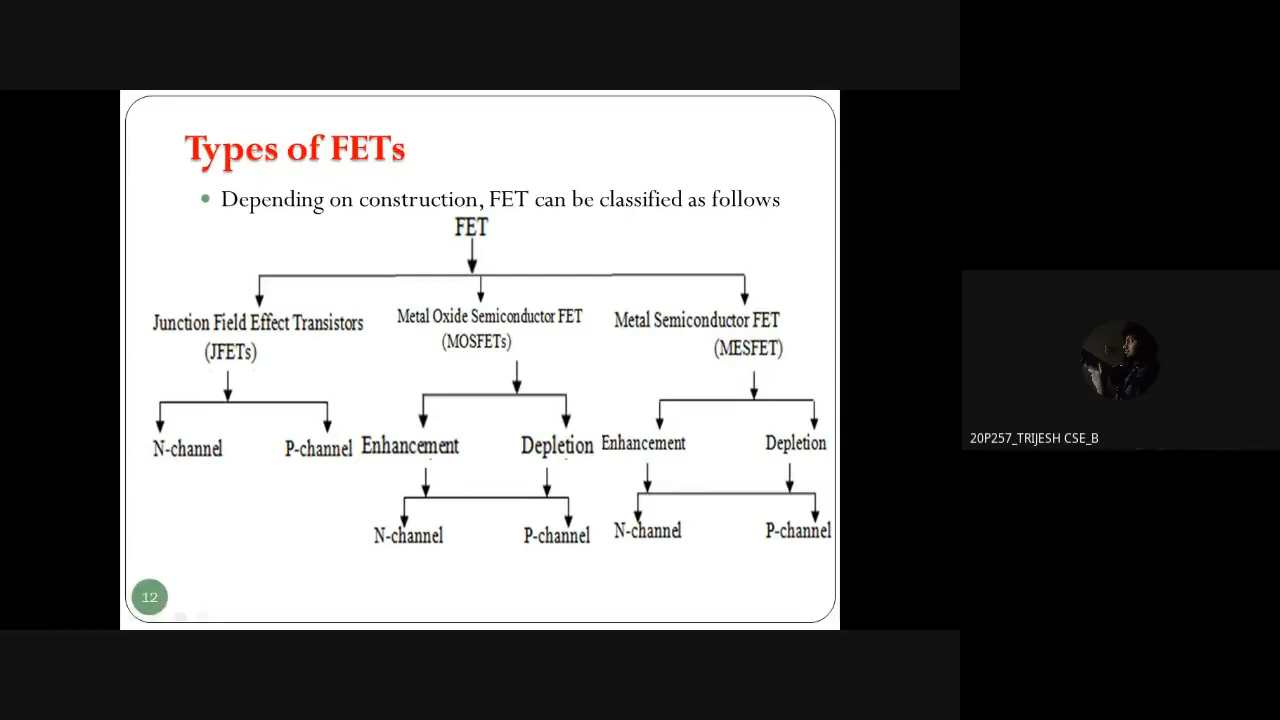 Types of FETs
• Depending on construction, FET can be classified as follows
FET
Junction Field Effect Transistors
(JFETs)
Metal Oxide Semiconductor FET
(MOSFETs)
Metal Semiconductor FET
(MESFET)
N-channel
P-channel
Enhancement
Depletion
Enhancement
Depletion
N-channel
P-channel
N-channel
P-channel
12
20P257_TRIJESH CSE_B